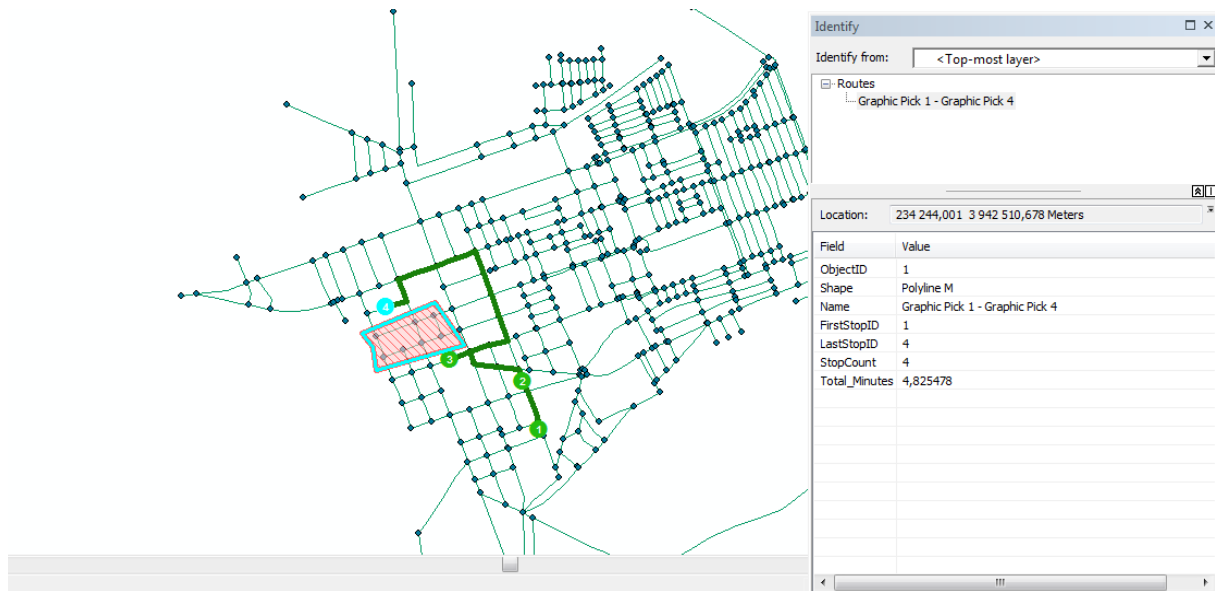 Identify
Identify from: <Top-most layer>
Routes
Graphic Pick 1 - Graphic Pick 4
Location: 234 244,001 3 942 510,678 Meters
Field Value
ObjectID 1
Shape Polyline M
Name Graphic Pick 1 - Graphic Pick 4
FirstStopID 1
LastStopID 4
StopCount 4
Total_Minutes 4,825478
4
3
2
1